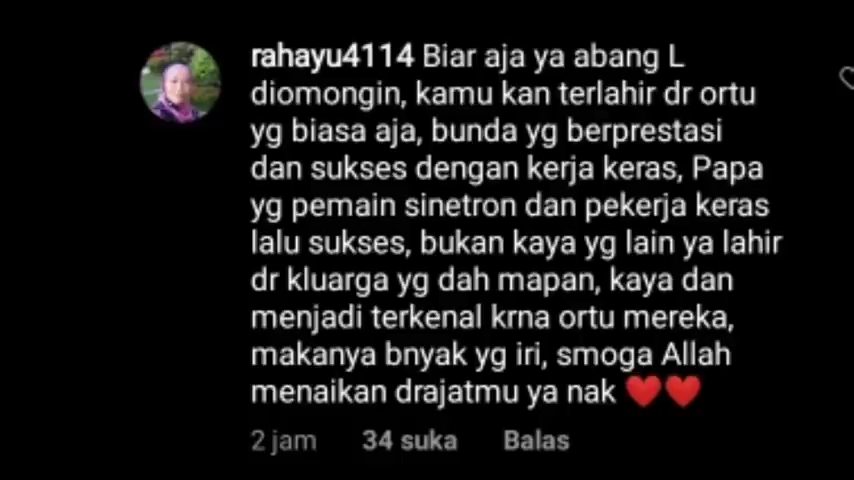 rahayu4114 Biar aja ya abang L
diomongin, kamu kan terlahir dr ortu
yg biasa aja, bunda yg berprestasi
dan sukses dengan kerja keras, Papa
yg pemain sinetron dan pekerja keras
lalu sukses, bukan kaya yg lain ya lahir
dr kluarga yg dah mapan, kaya dan
menjadi terkenal krna ortu mereka,
makanya bnyak yg iri, smoga Allah
menaikan drajatmu ya nak ❤️❤️
2 jam 34 suka Balas